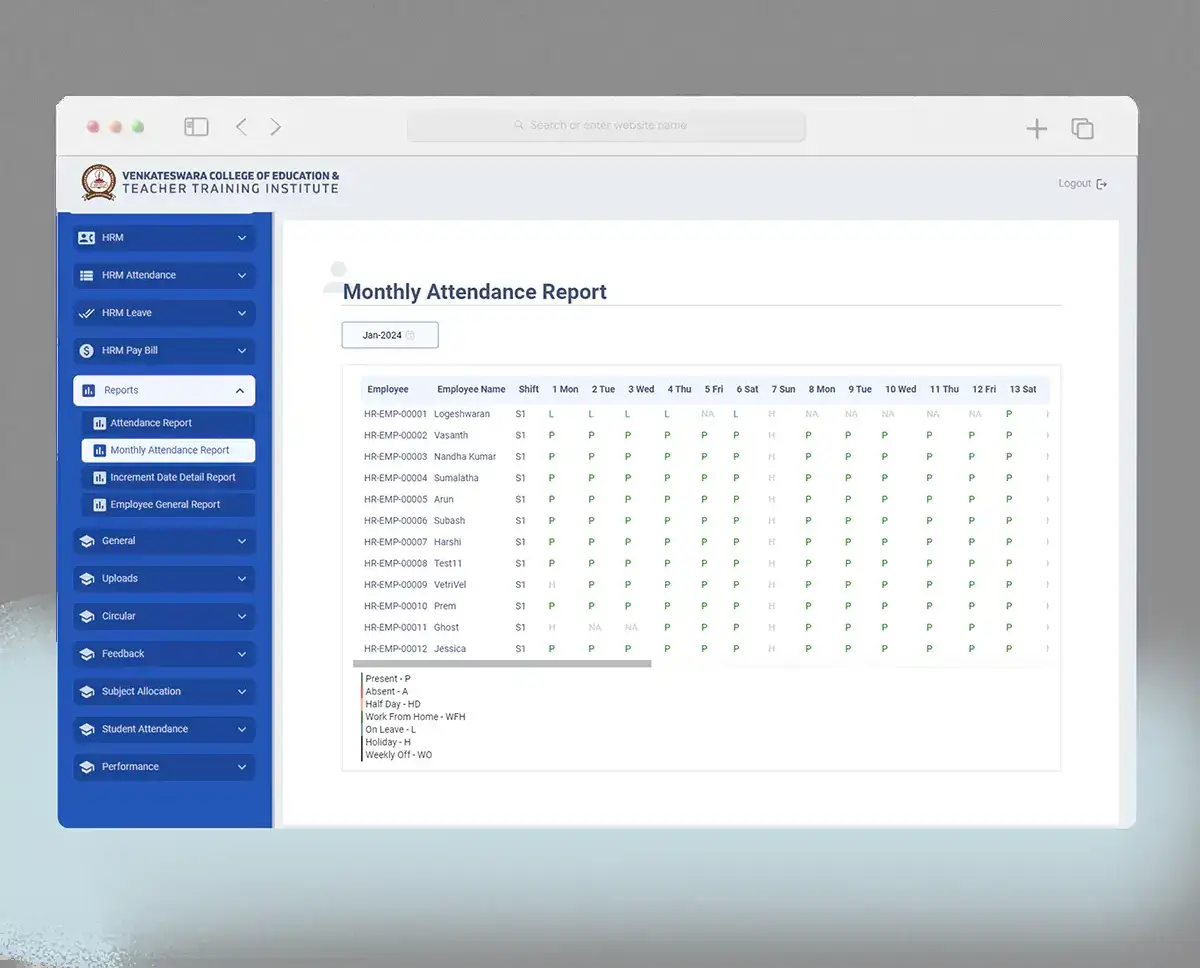 Search or enter website name
VENKATESWARA COLLEGE OF EDUCATION &
TEACHER TRAINING INSTITUTE
Logout
HRM
HRM Attendance
HRM Leave
HRM Pay Bill
Reports
Attendance Report
Monthly Attendance Report
Increment Date Detail Report
Employee General Report
General
Uploads
Circular
Feedback
Subject Allocation
Student Attendance
Performance
Monthly Attendance Report
Jan-2024
Employee Employee Name Shift 1 Mon 2 Tue 3 Wed 4 Thu 5 Fri 6 Sat 7 Sun 8 Mon 9 Tue 10 Wed 11 Thu 12 Fri 13 Sat
HR-EMP-00001 Logeshwaran S1 L L L L NA L H NA NA NA NA NA P
HR-EMP-00002 Vasanth S1 P P P P P P H P P P P P P
HR-EMP-00003 Nandha Kumar S1 P P P P P P H P P P P P P
HR-EMP-00004 Sumalatha S1 P P P P P P H P P P P P P
HR-EMP-00005 Arun S1 P P P P P P H P P P P P P
HR-EMP-00006 Subash S1 P P P P P P H P P P P P P
HR-EMP-00007 Harshi S1 P P P P P P H P P P P P P
HR-EMP-00008 Test11 S1 P P P P P P H P P P P P P
HR-EMP-00009 VetriVel S1 H P P P P P H P P P P P P
HR-EMP-00010 Prem S1 P P P P P P H P P P P P P
HR-EMP-00011 Ghost S1 H NA NA P P P H P P P P P P
HR-EMP-00012 Jessica S1 P P P P P P H P P P P P P
Present - P
Absent - A
Half Day - HD
Work From Home - WFH
On Leave - L
Holiday - H
Weekly Off - WO